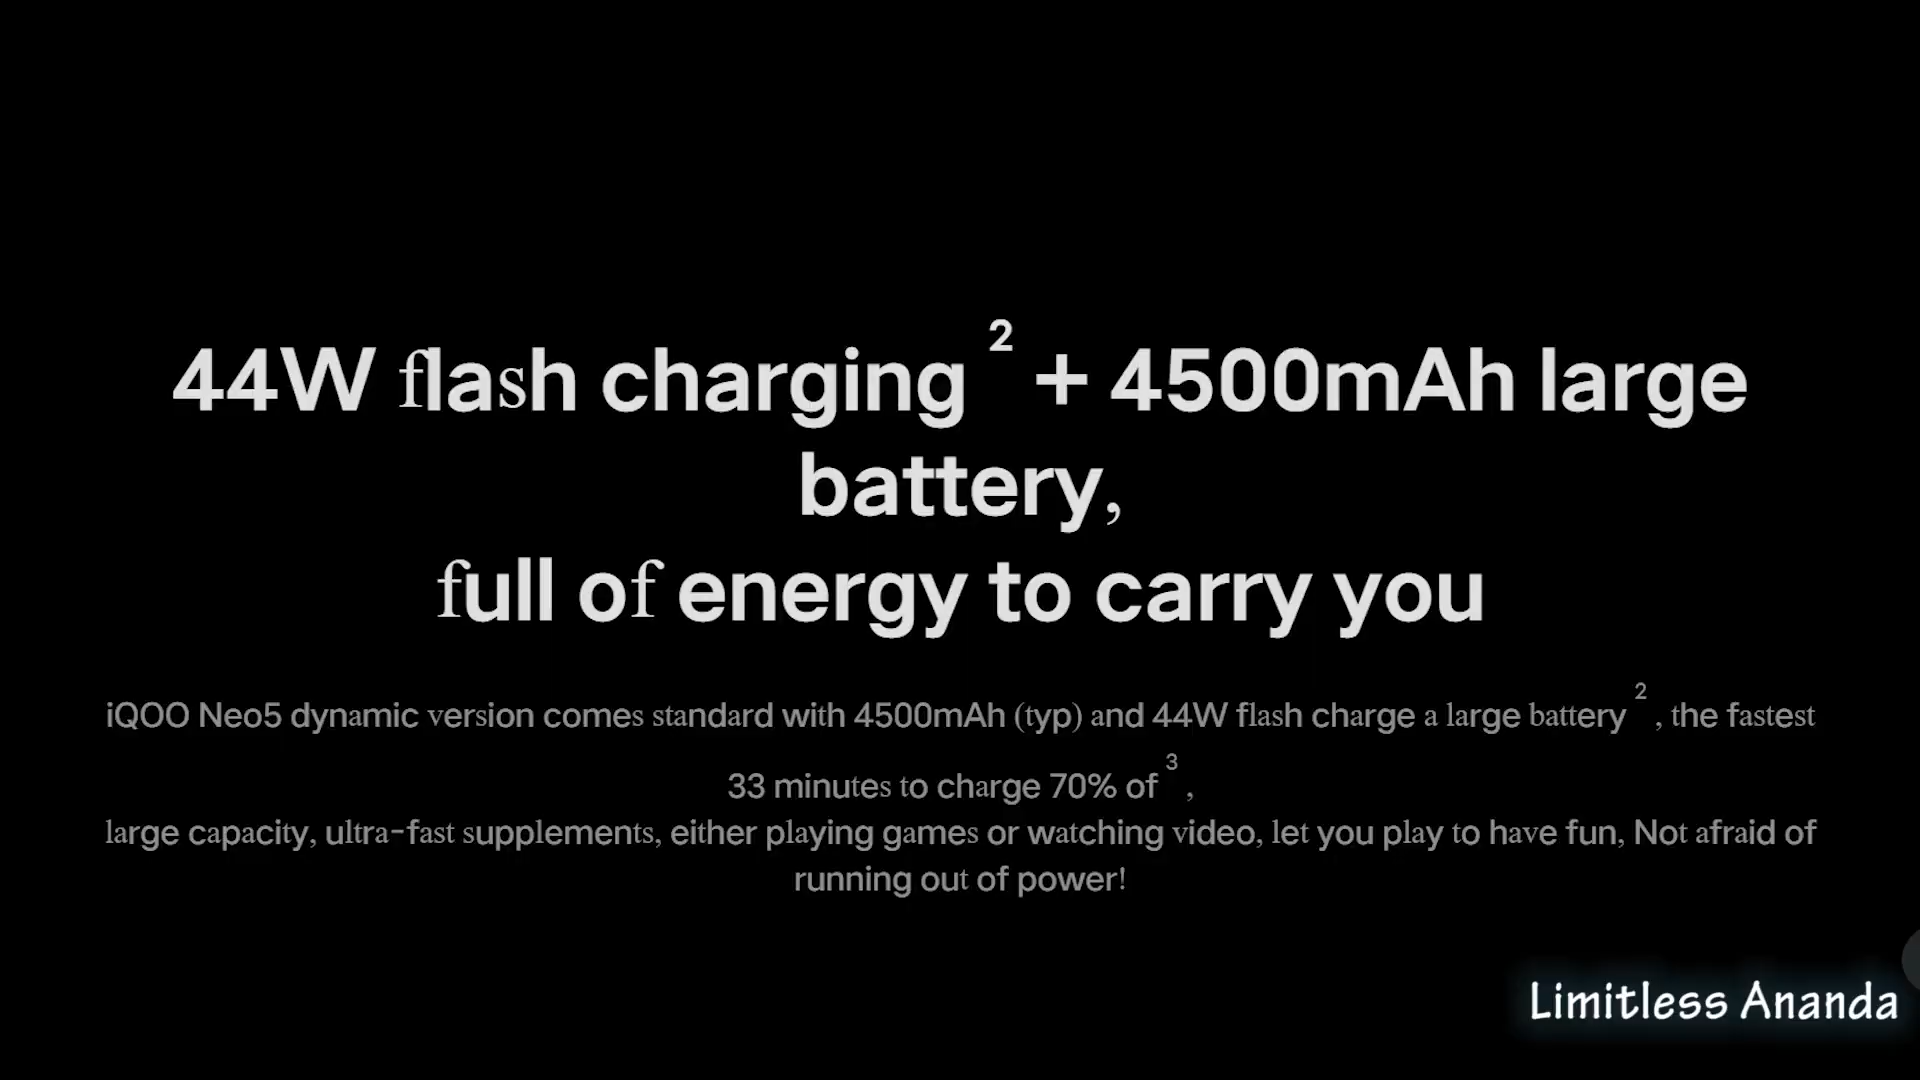 44W flash charging ² + 4500mAh large
battery,
full of energy to carry you
iQOO Neo5 dynamic version comes standard with 4500mAh (typ) and 44W flash charge a large battery ² , the fastest
33 minutes to charge 70% of ³ ,
large capacity, ultra-fast supplements, either playing games or watching video, let you play to have fun, Not afraid of
running out of power!
Limitless Ananda